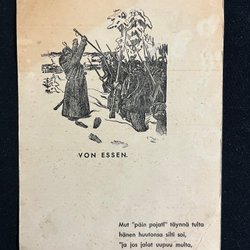 VON ESSEN.
Mut "päin pojat!" täynnä tulta
hänen huutonsa silti soi,
"ja jos jalat uupuu multa,